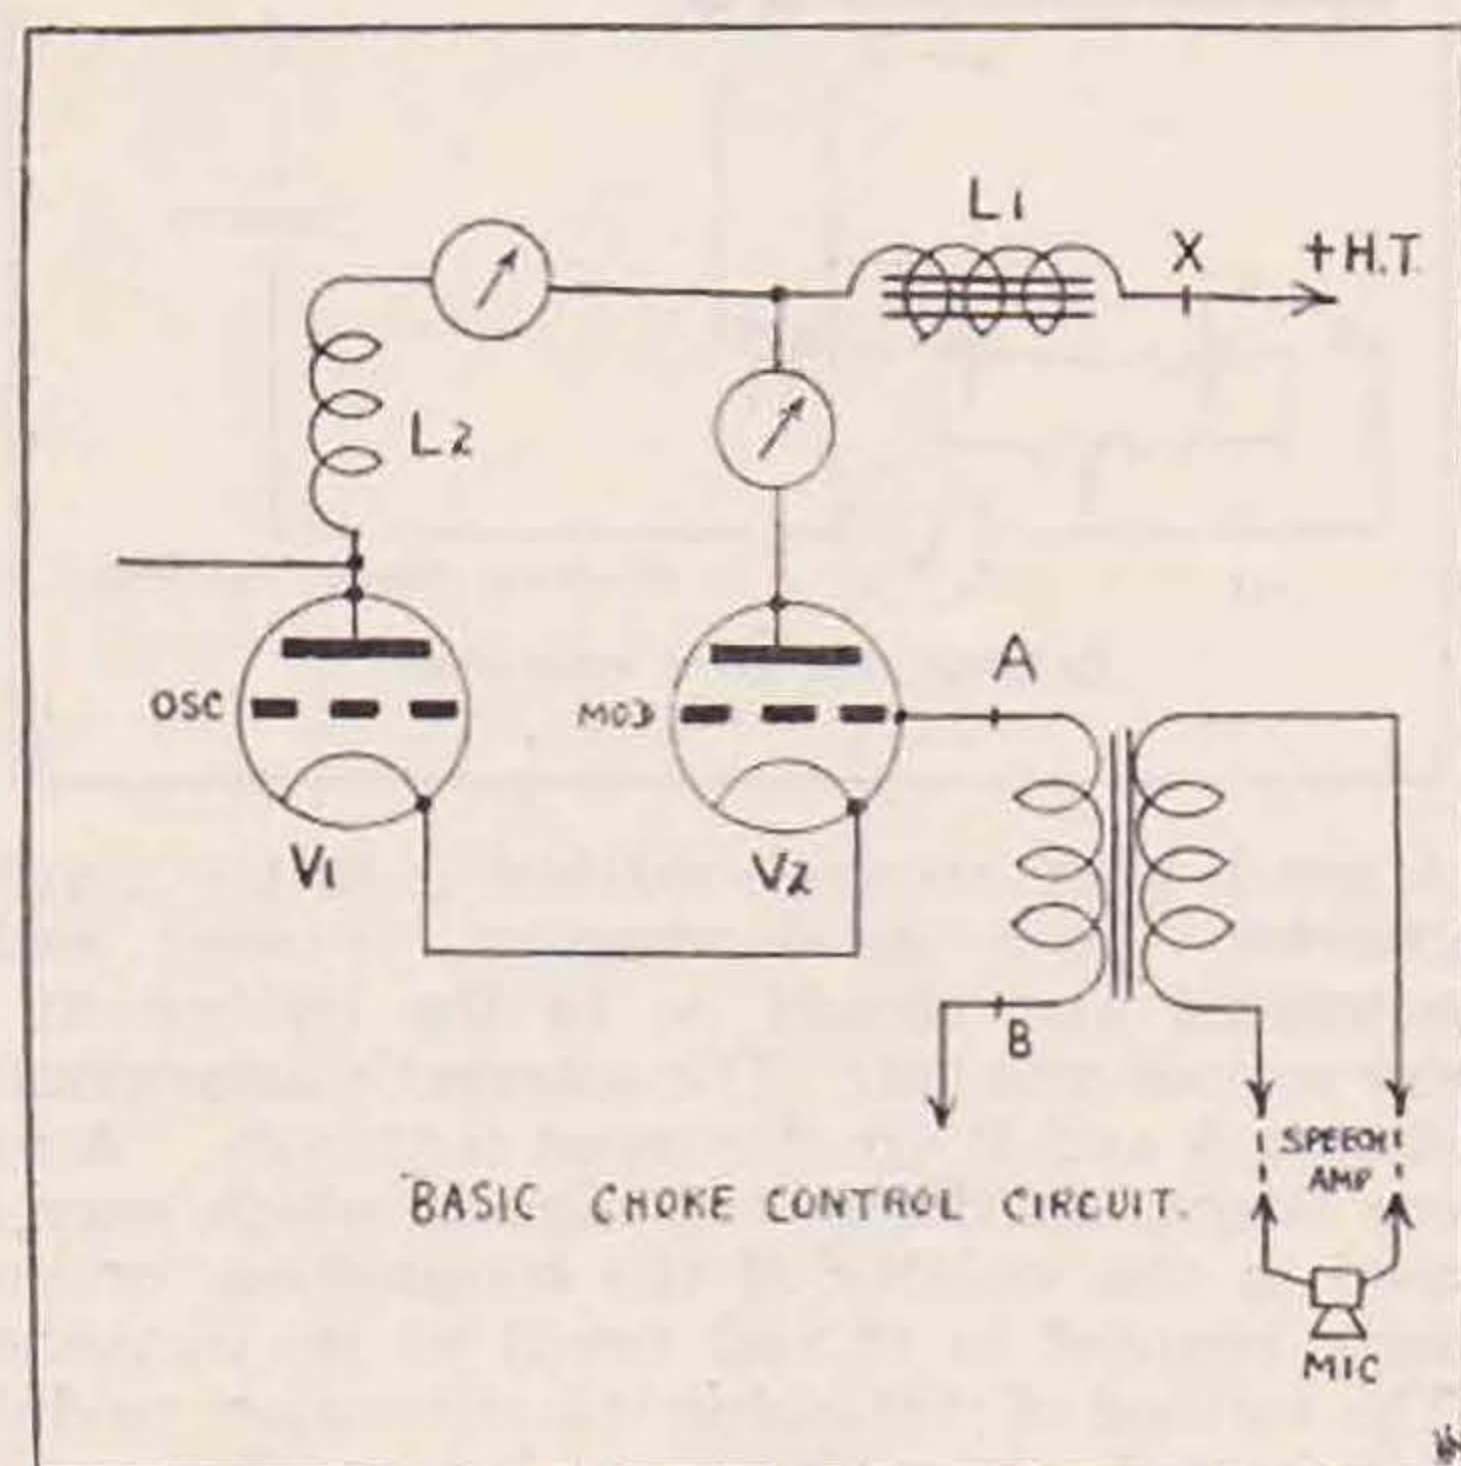 L1
X
+H.T.
L2
OSC
MOD
A
V1
V2
B
SPEECH
AMP
BASIC CHOKE CONTROL CIRCUIT.
MIC